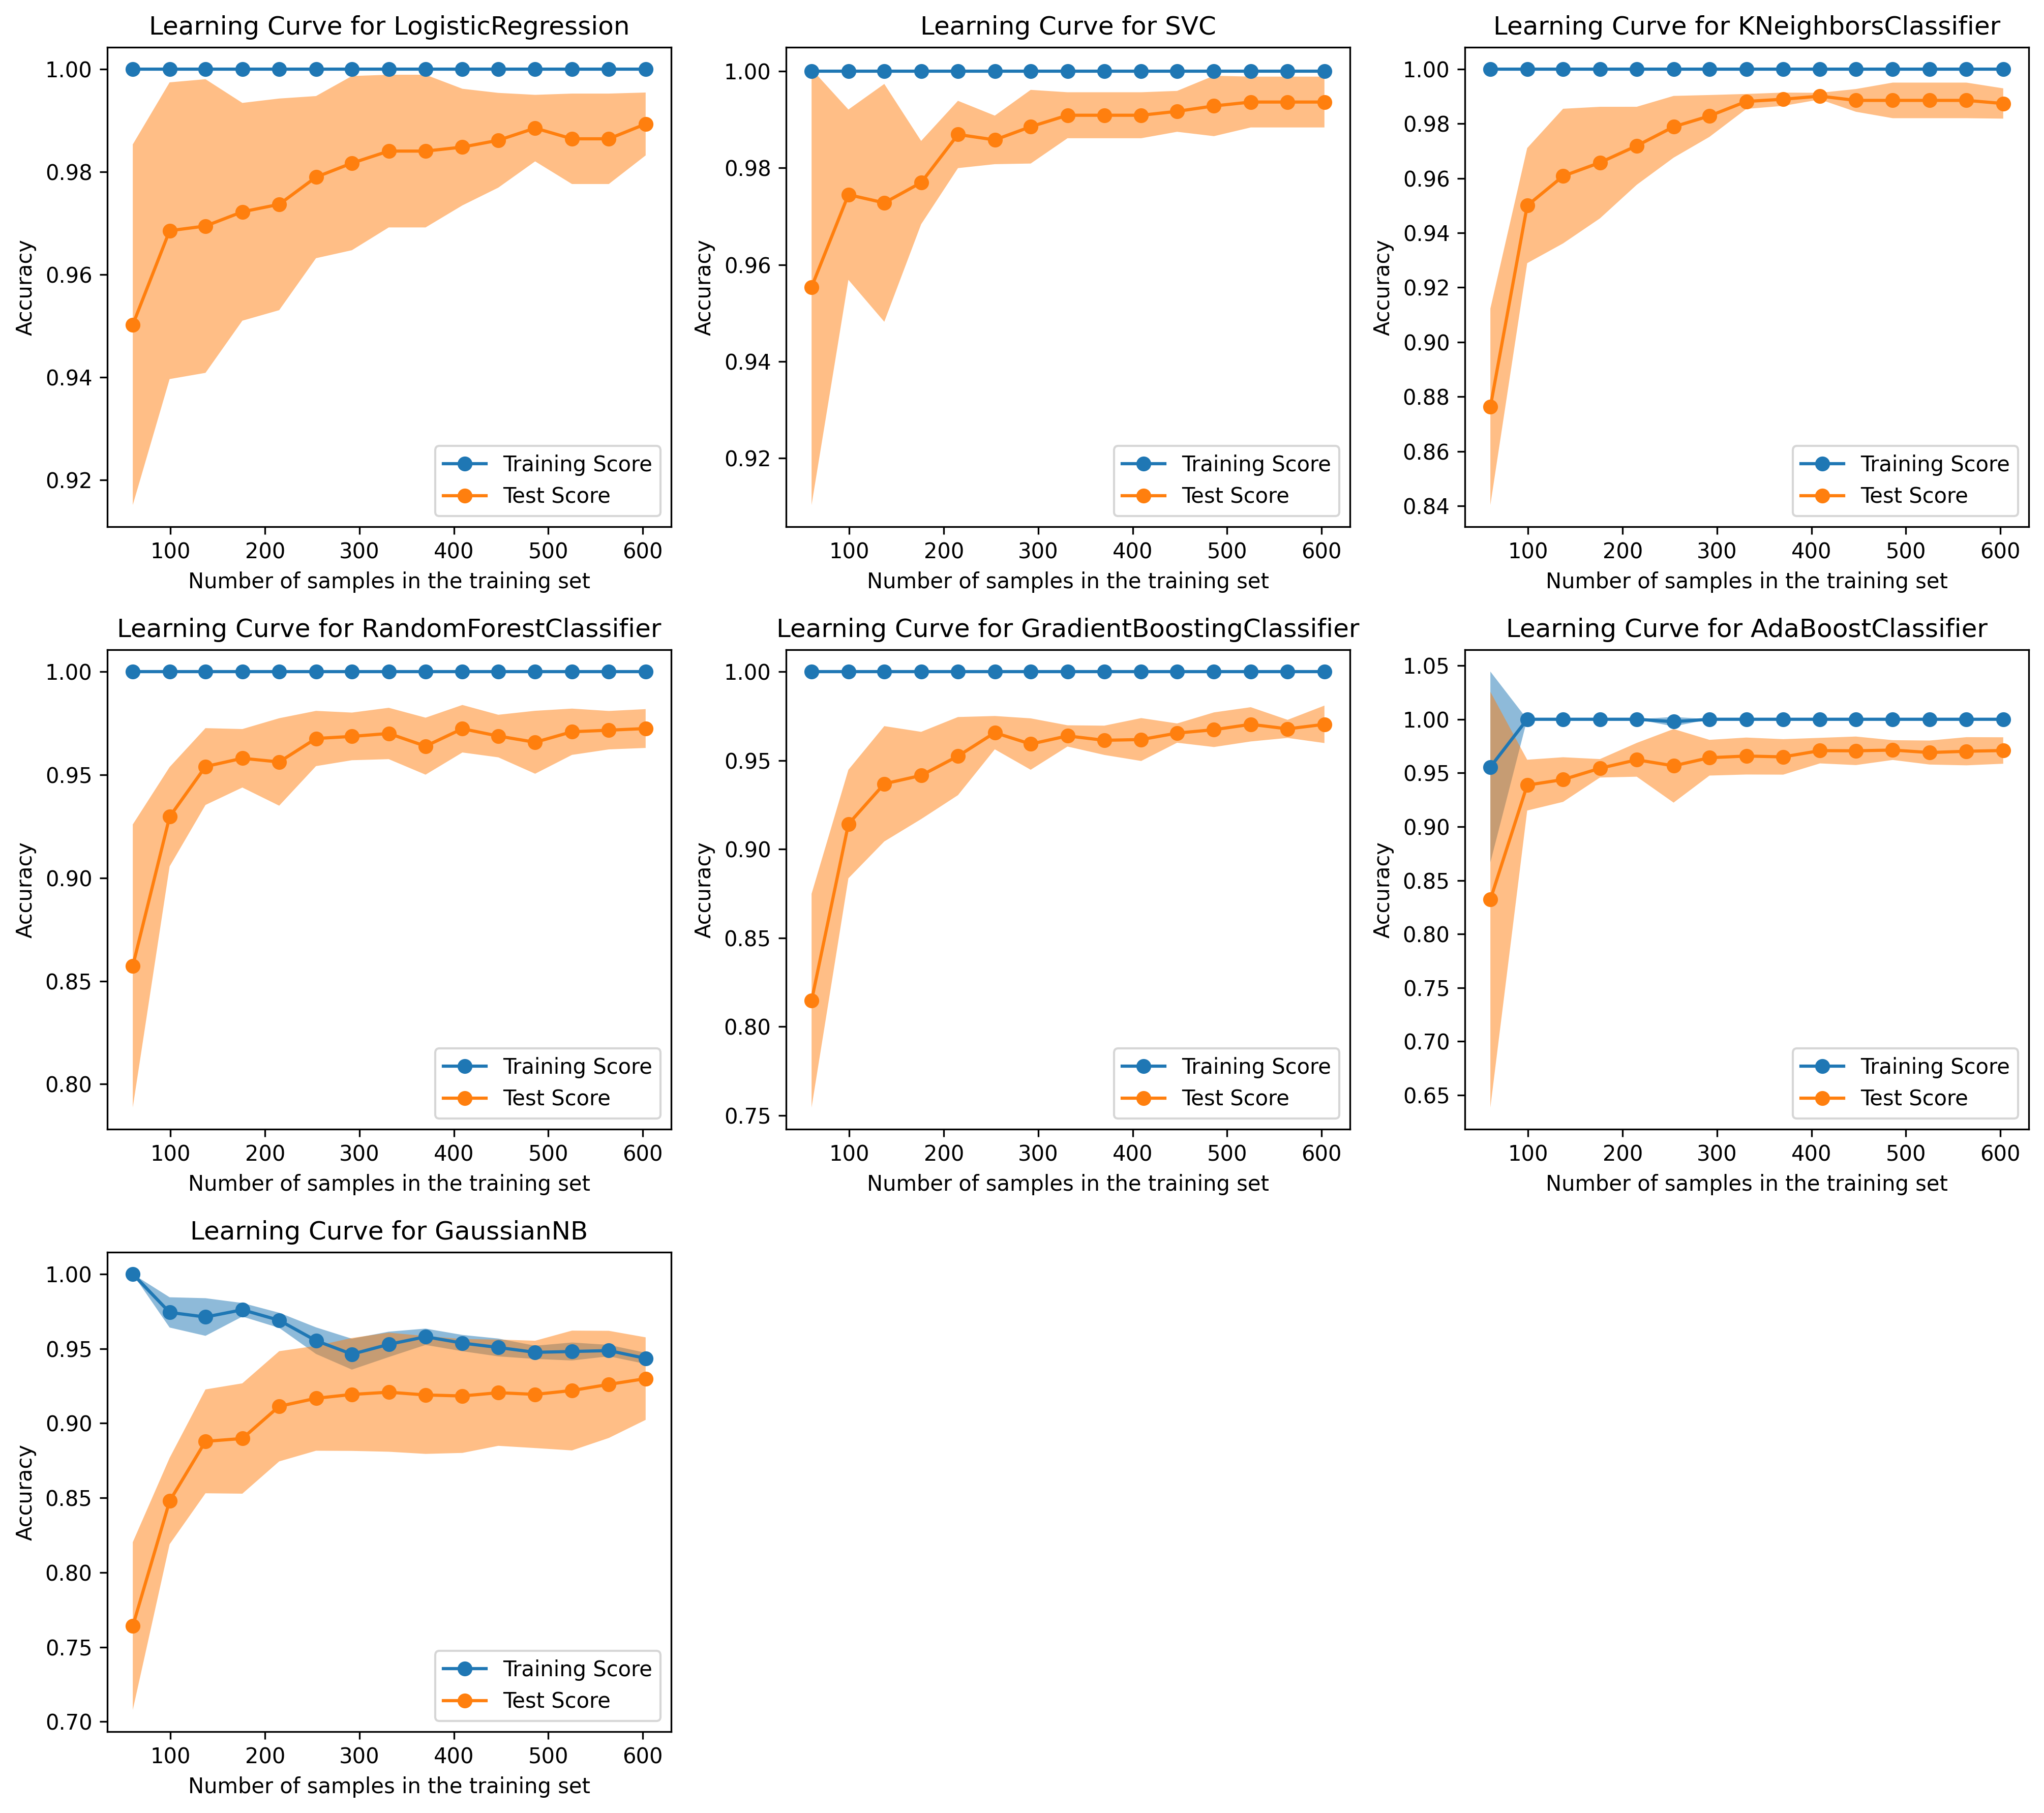 Learning Curve for LogisticRegression
1.00
0.98
0.96
0.94
0.92
Accuracy
Training Score
Test Score
100 200 300 400 500 600
Number of samples in the training set
Learning Curve for SVC
1.00
0.98
0.96
0.94
0.92
Accuracy
Training Score
Test Score
100 200 300 400 500 600
Number of samples in the training set
Learning Curve for KNeighborsClassifier
1.00
0.98
0.96
0.94
0.92
0.90
0.88
0.86
0.84
Accuracy
Training Score
Test Score
100 200 300 400 500 600
Number of samples in the training set
Learning Curve for RandomForestClassifier
1.00
0.95
0.90
0.85
0.80
Accuracy
Training Score
Test Score
100 200 300 400 500 600
Number of samples in the training set
Learning Curve for GradientBoostingClassifier
1.00
0.95
0.90
0.85
0.80
0.75
Accuracy
Training Score
Test Score
100 200 300 400 500 600
Number of samples in the training set
Learning Curve for AdaBoostClassifier
1.05
1.00
0.95
0.90
0.85
0.80
0.75
0.70
0.65
Accuracy
Training Score
Test Score
100 200 300 400 500 600
Number of samples in the training set
Learning Curve for GaussianNB
1.00
0.95
0.90
0.85
0.80
0.75
0.70
Accuracy
Training Score
Test Score
100 200 300 400 500 600
Number of samples in the training set